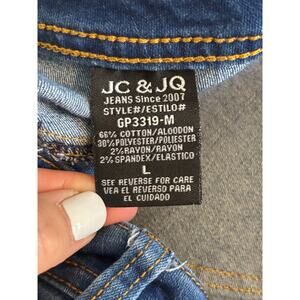 JC & JQ
JEANS Since 2007
STYLE#/ESTILO#
GP3319-M
66% COTTON/ALGODON
30% POLYESTER/POLIESTER
2% RAYON/RAYON
2% SPANDEX/ELASTICO
L
SEE REVERSE FOR CARE
VEA EL REVERSO PARA
EL CUIDADO